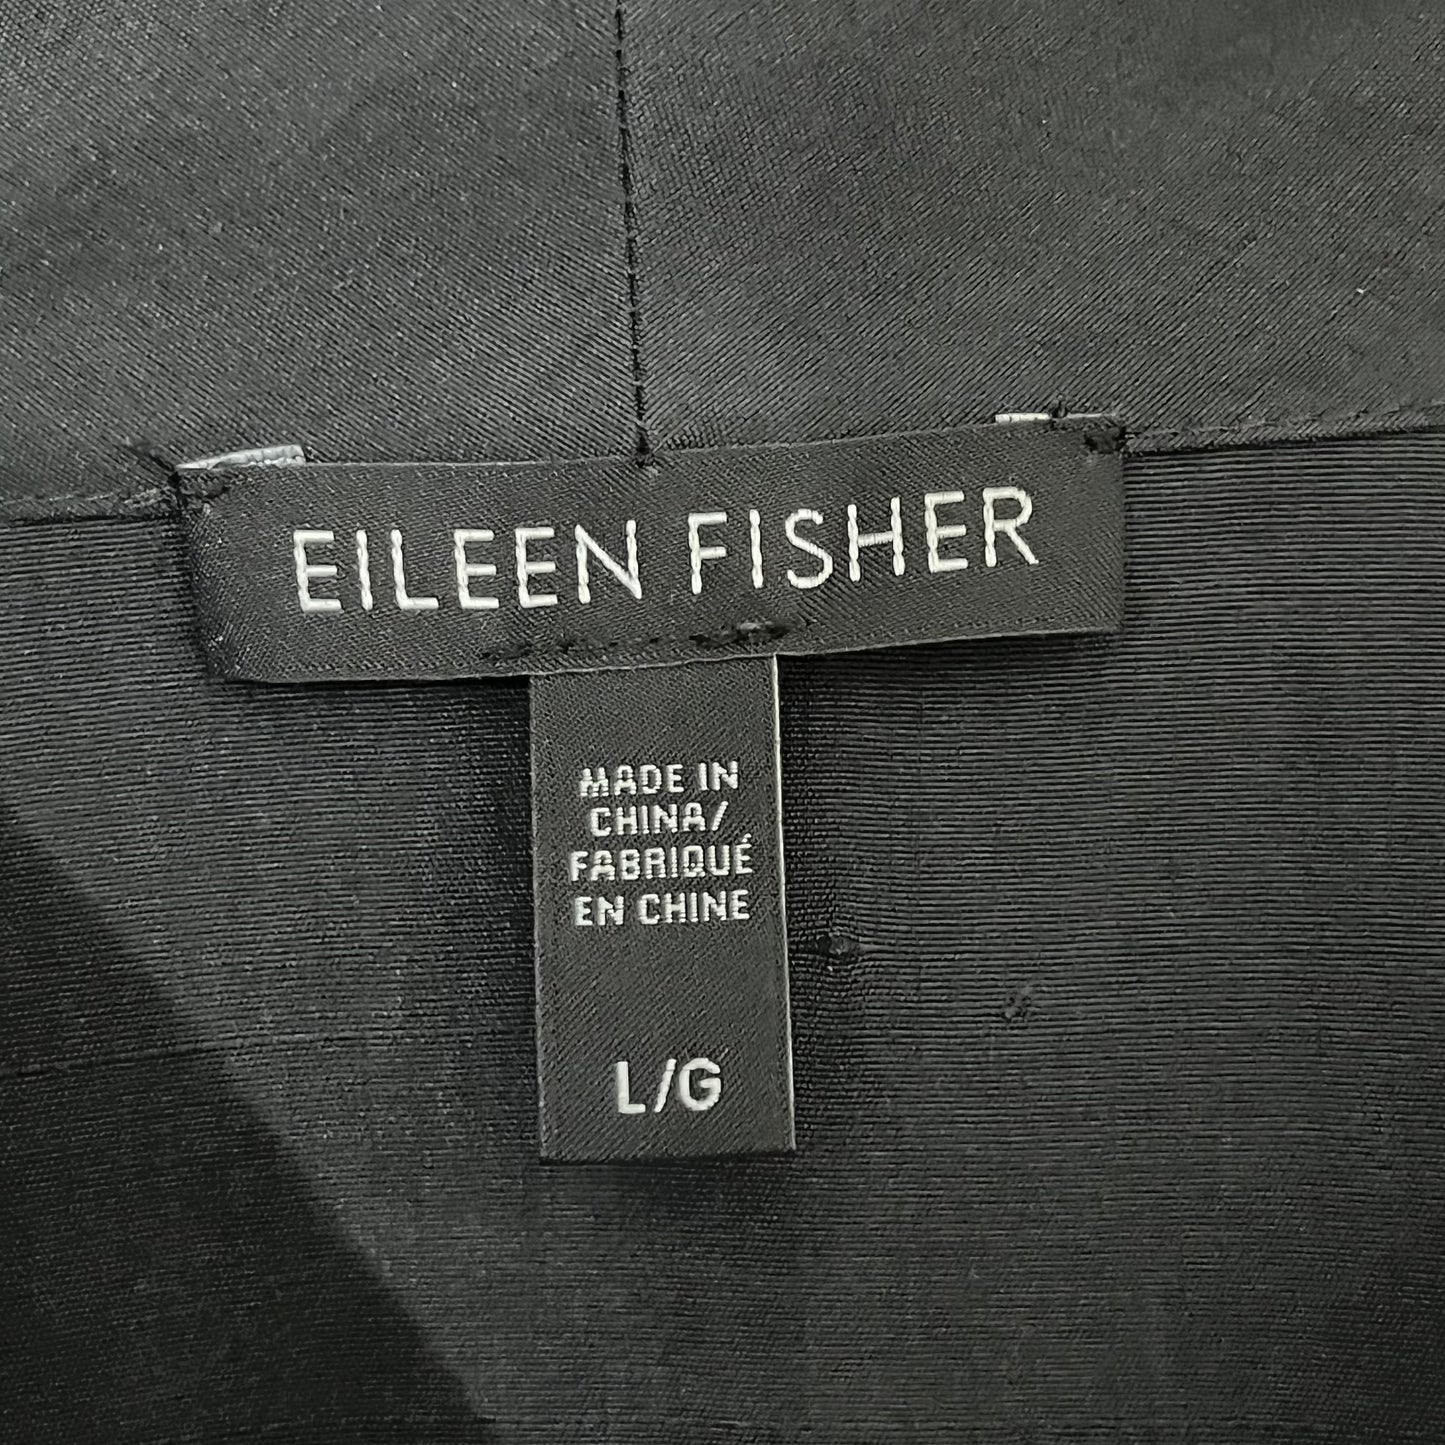 EILEEN FISHER
MADE IN
CHINA/
FABRIQUÉ
EN CHINE
L/G